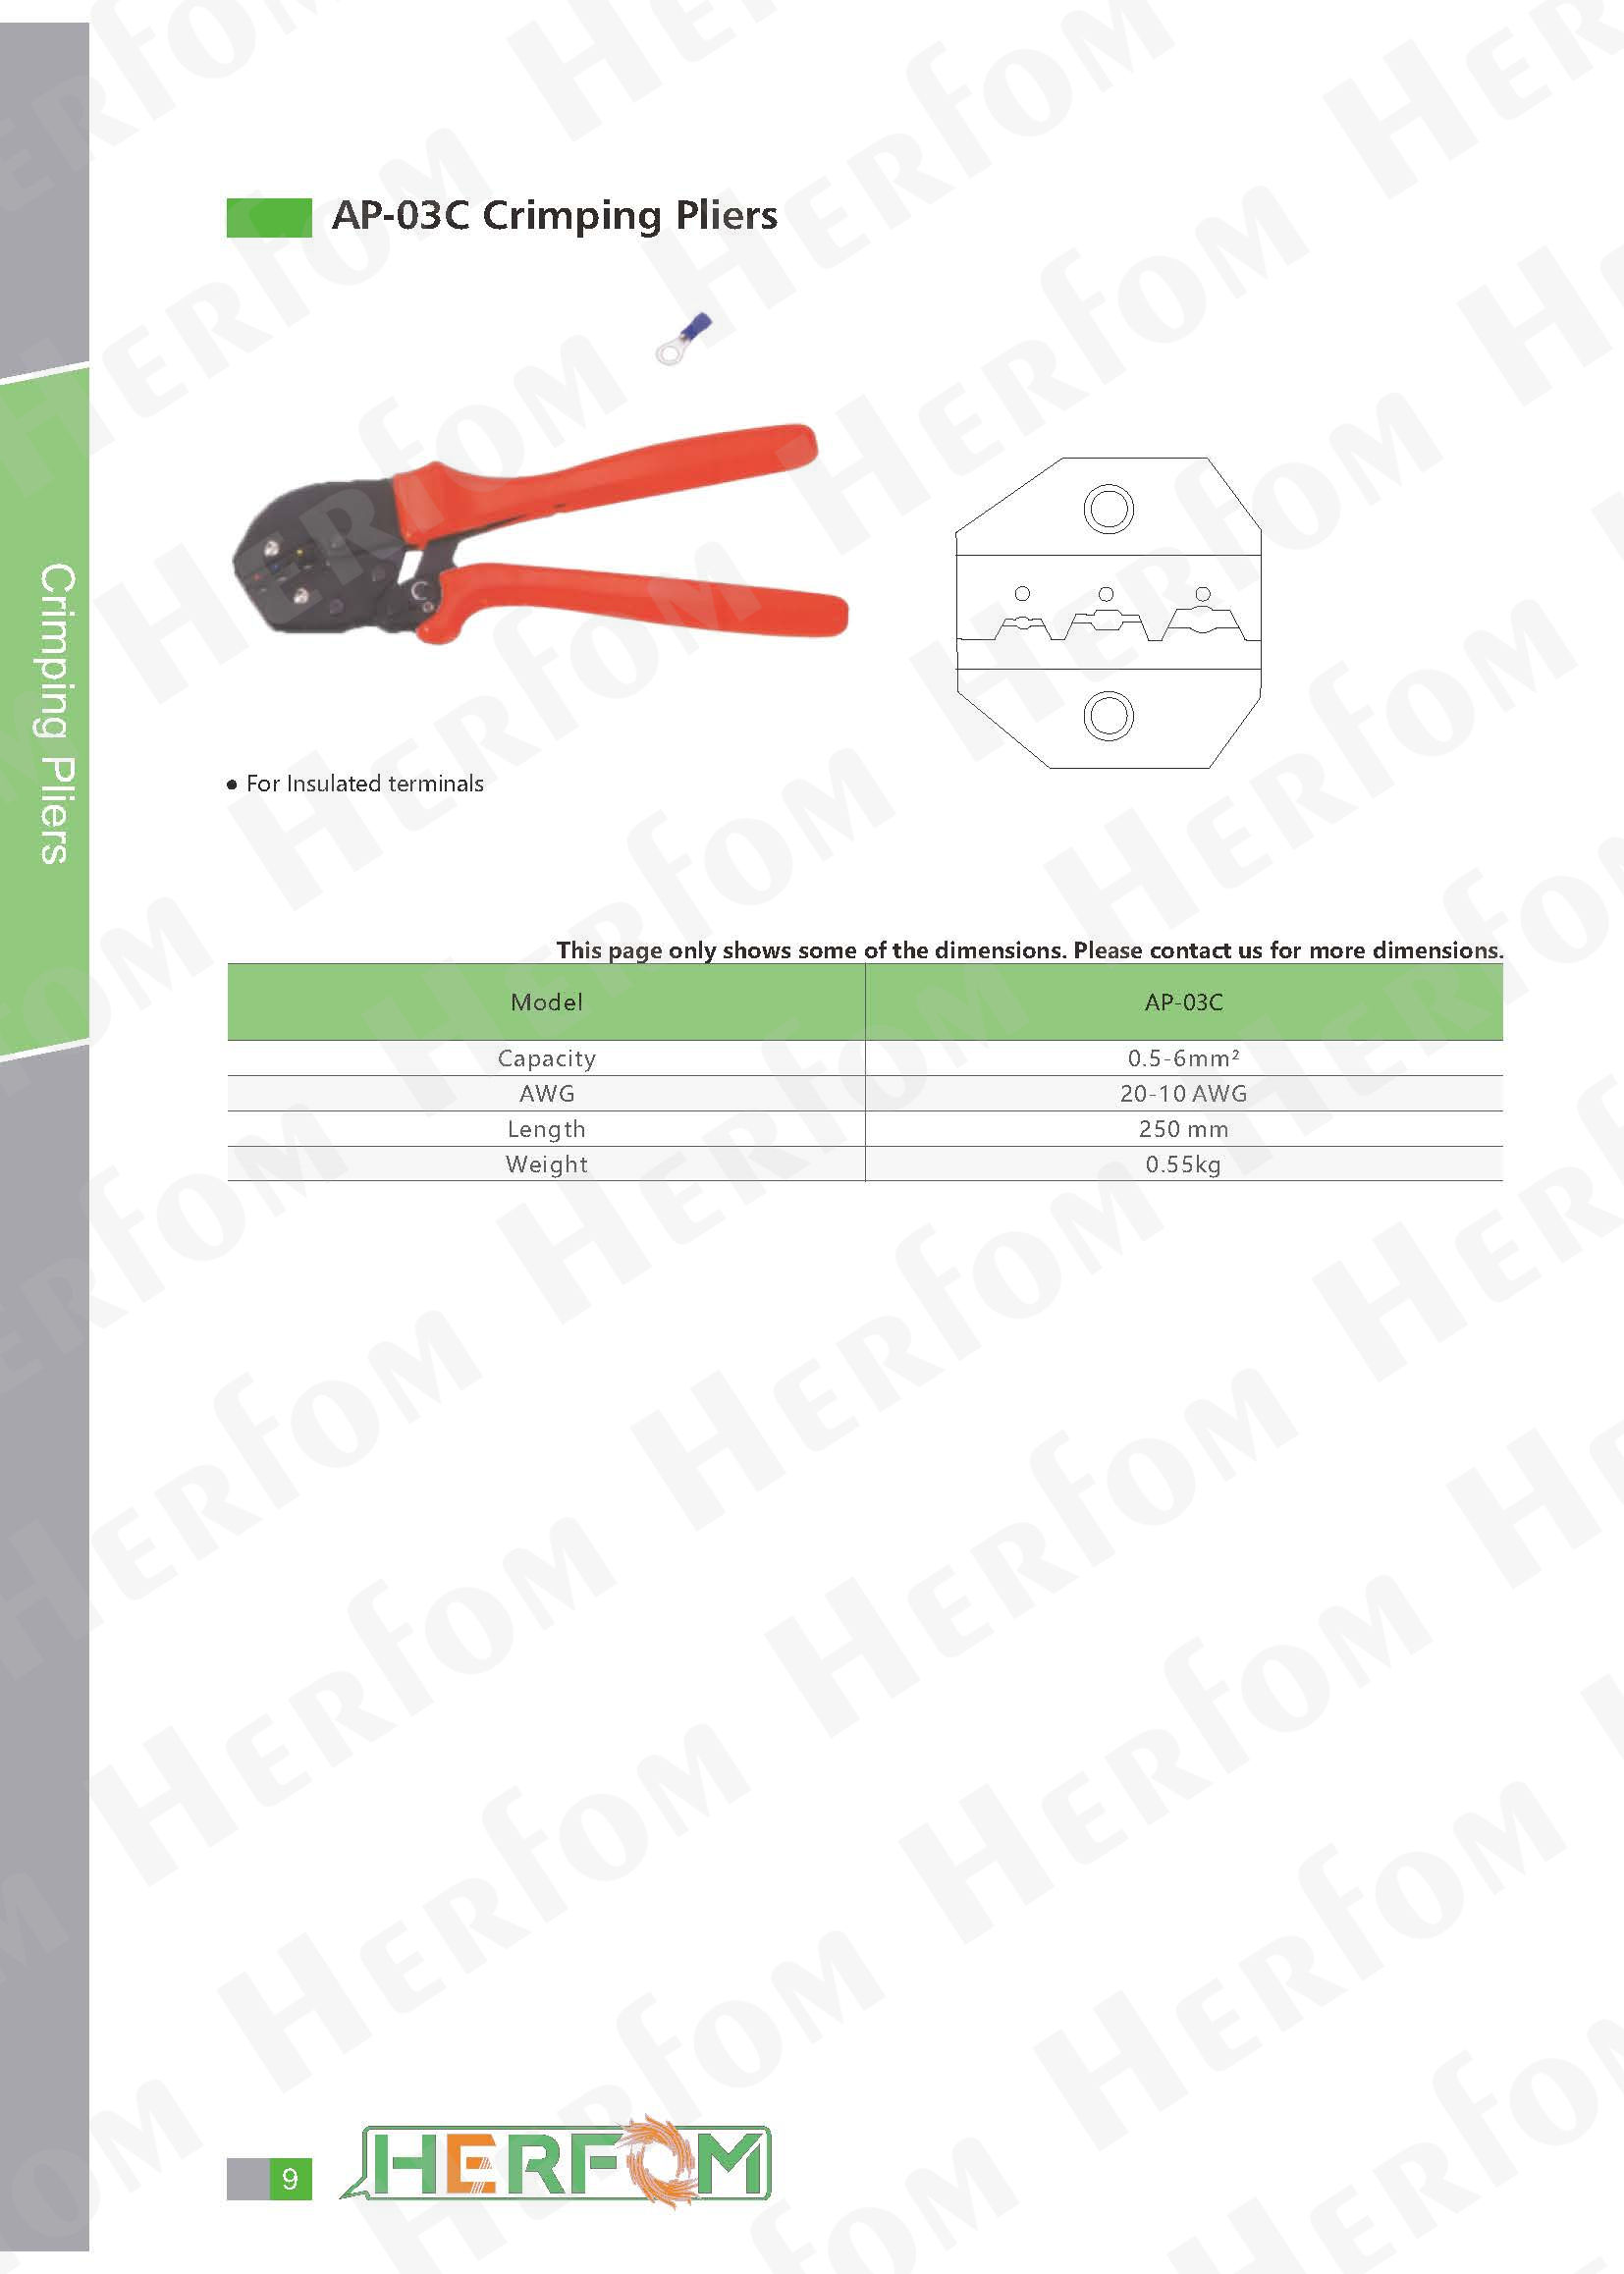 AP-03C Crimping Pliers
Crimping Pliers
● For Insulated terminals
This page only shows some of the dimensions. Please contact us for more dimensions.
Model AP-03C
Capacity 0.5-6mm²
AWG 20-10 AWG
Length 250 mm
Weight 0.55kg
9
HERFOM